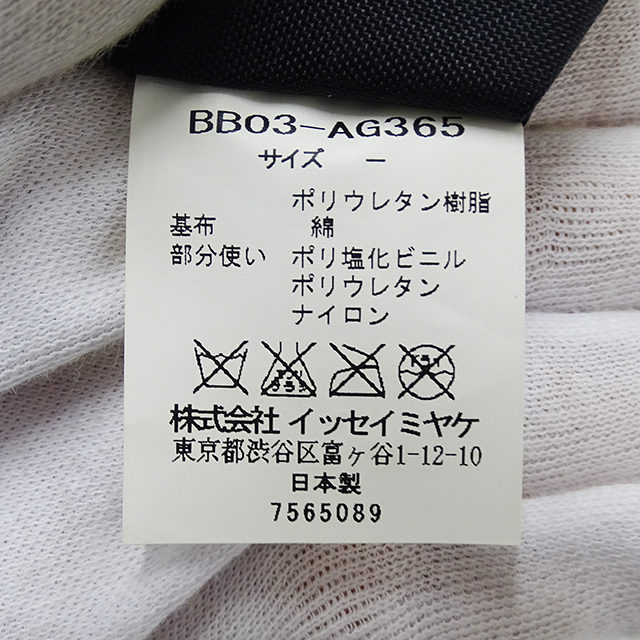 BB03-AG365
サイズ　－
ポリウレタン樹脂
基布　綿
部分使い　ポリ塩化ビニル
ポリウレタン
ナイロン
株式会社 イッセイミヤケ
東京都渋谷区富ヶ谷1-12-10
日本製
7565089